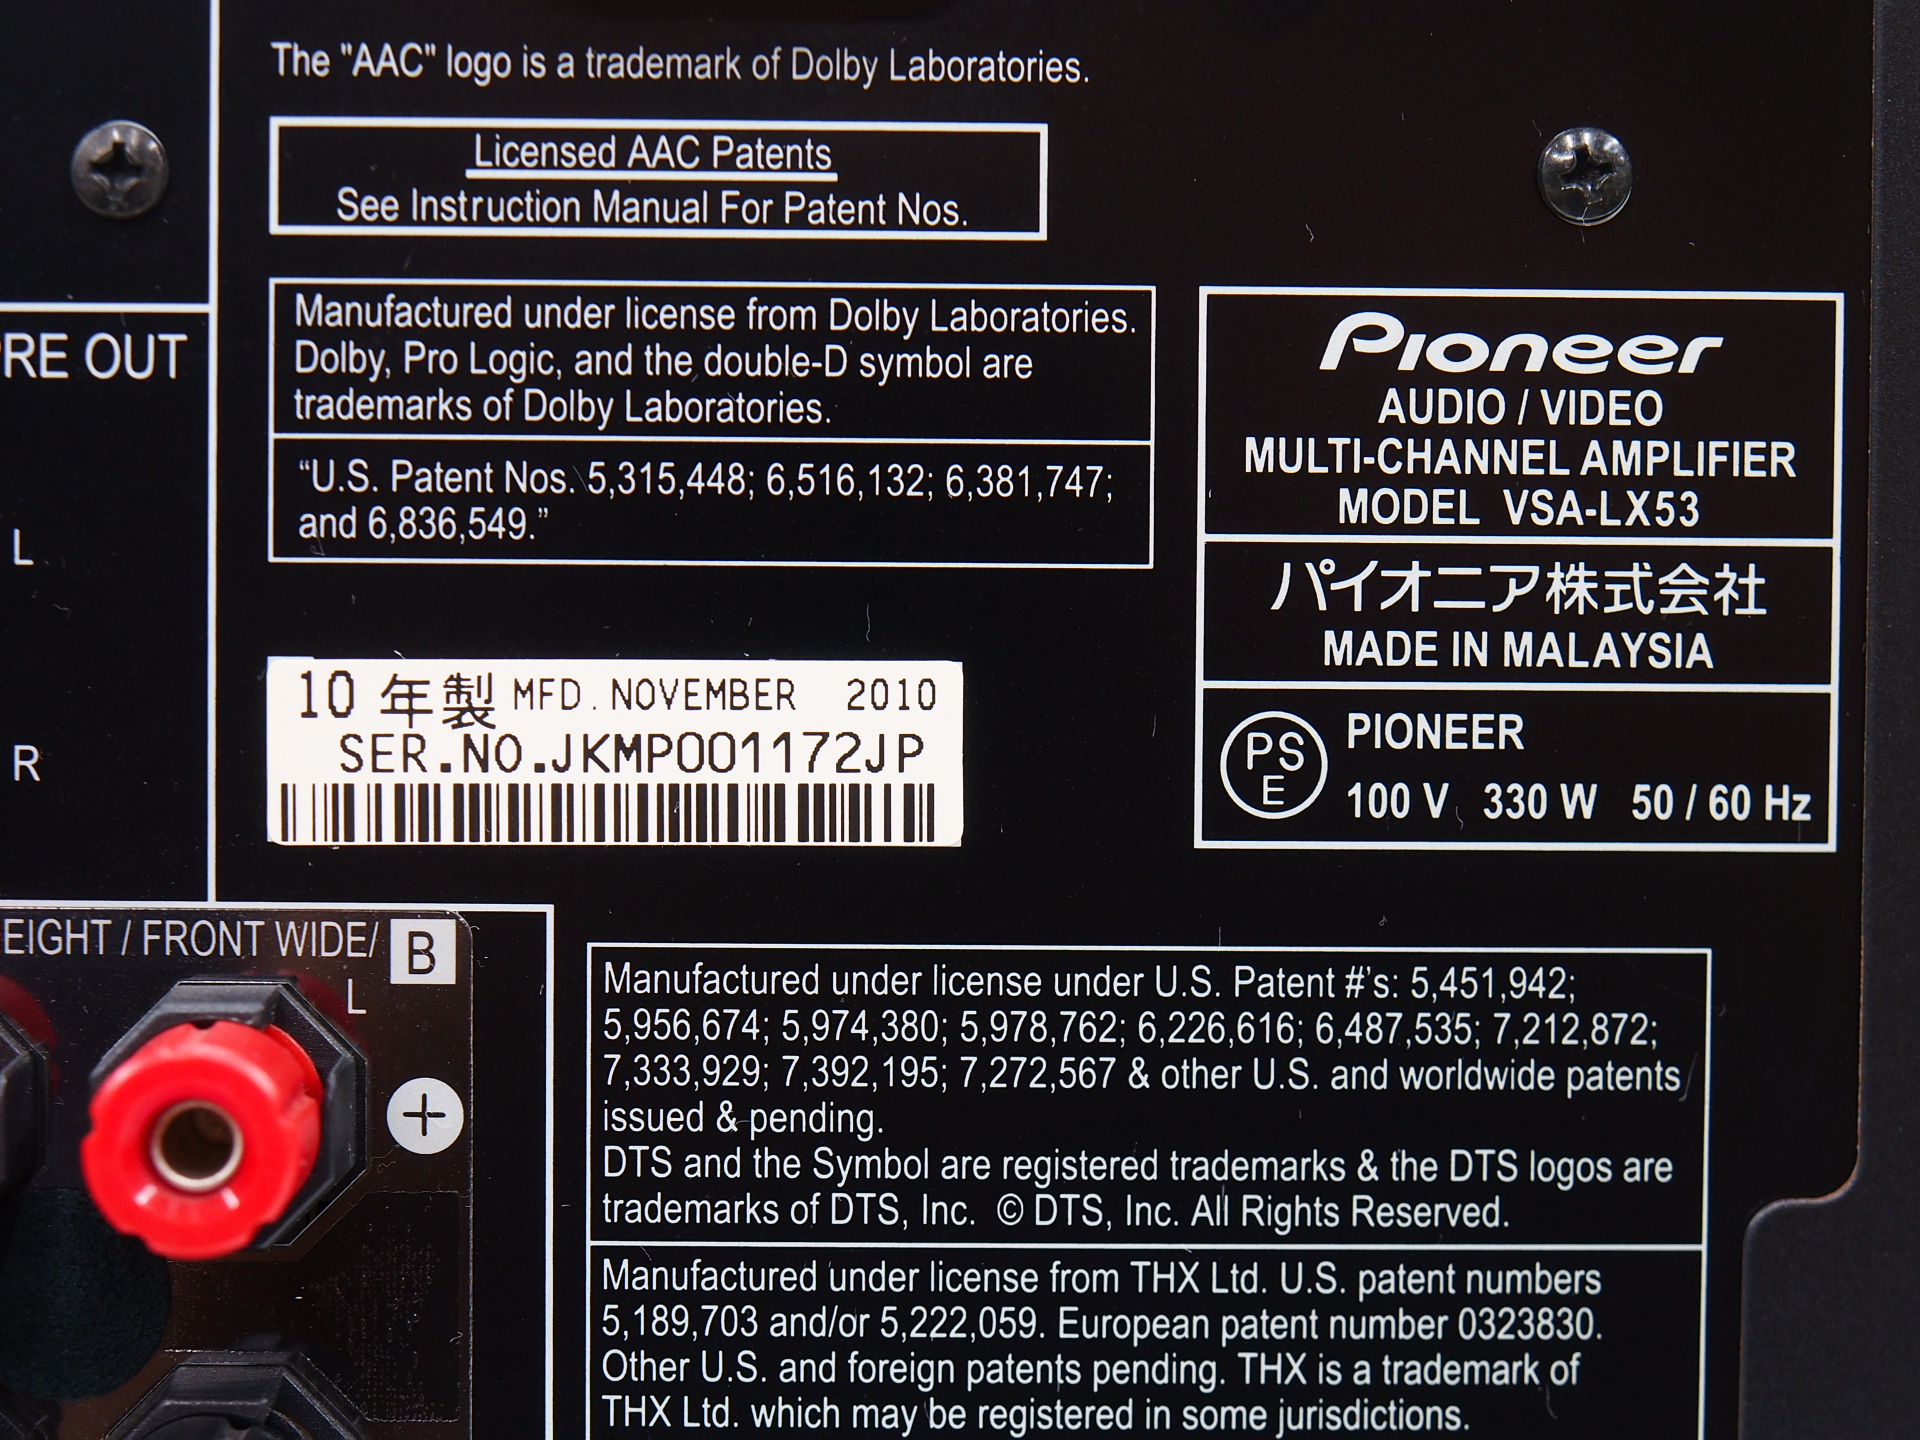 The "AAC" logo is a trademark of Dolby Laboratories.
Licensed AAC Patents
See Instruction Manual For Patent Nos.
Manufactured under license from Dolby Laboratories.
Dolby, Pro Logic, and the double-D symbol are
trademarks of Dolby Laboratories.
“U.S. Patent Nos. 5,315,448; 6,516,132; 6,381,747;
and 6,836,549.”
PRE OUT
L
R
Pioneer
AUDIO / VIDEO
MULTI-CHANNEL AMPLIFIER
MODEL VSA-LX53
パイオニア株式会社
MADE IN MALAYSIA
PS
E
PIONEER
100 V 330 W 50 / 60 Hz
10 年製 MFD. NOVEMBER 2010
SER.NO.JKMP001172JP
EIGHT / FRONT WIDE/ B
L
+
Manufactured under license under U.S. Patent #'s: 5,451,942;
5,956,674; 5,974,380; 5,978,762; 6,226,616; 6,487,535; 7,212,872;
7,333,929; 7,392,195; 7,272,567 & other U.S. and worldwide patents
issued & pending.
DTS and the Symbol are registered trademarks & the DTS logos are
trademarks of DTS, Inc. © DTS, Inc. All Rights Reserved.
Manufactured under license from THX Ltd. U.S. patent numbers
5,189,703 and/or 5,222,059. European patent number 0323830.
Other U.S. and foreign patents pending. THX is a trademark of
THX Ltd. which may be registered in some jurisdictions.